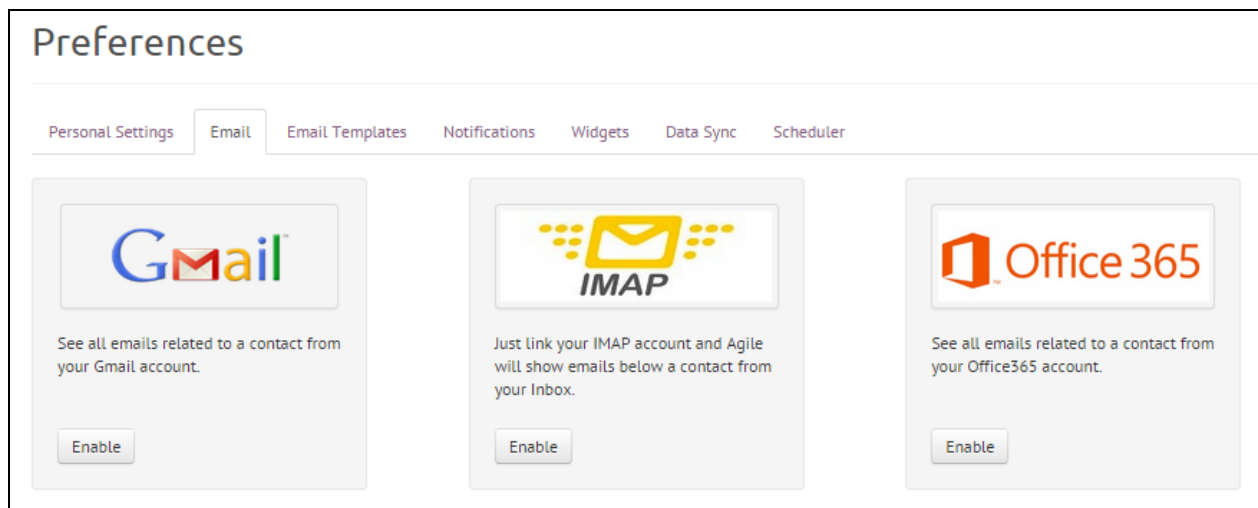 Preferences
Personal Settings Email Email Templates Notifications Widgets Data Sync Scheduler
Gmail™
See all emails related to a contact from
your Gmail account.
Enable
IMAP
Just link your IMAP account and Agile
will show emails below a contact from
your Inbox.
Enable
Office 365
See all emails related to a contact from
your Office365 account.
Enable